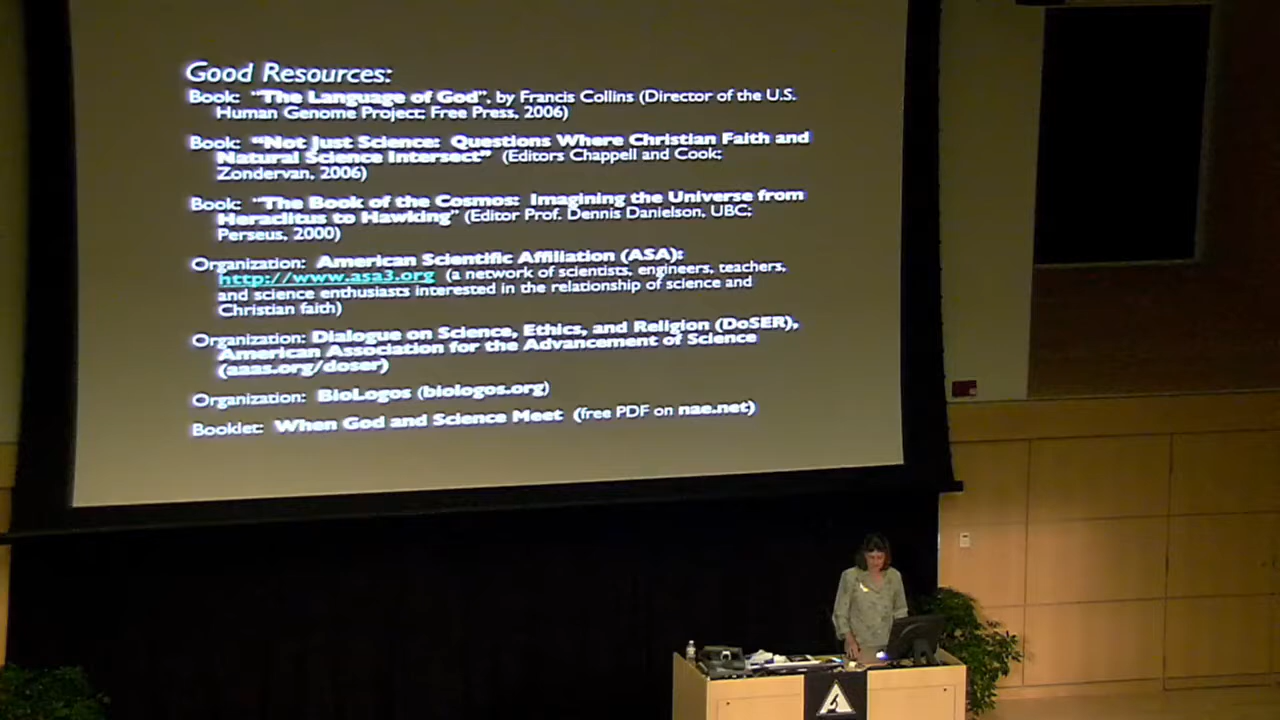 Good Resources:
Book: "The Language of God", by Francis Collins (Director of the U.S.
Human Genome Project; Free Press, 2006)
Book: "Not Just Science: Questions Where Christian Faith and
Natural Science Intersect" (Editors Chappell and Cook;
Zondervan, 2006)
Book: "The Book of the Cosmos: Imagining the Universe from
Heraclitus to Hawking" (Editor Prof. Dennis Danielson, UBC;
Perseus, 2000)
Organization: American Scientific Affiliation (ASA):
http://www.asa3.org (a network of scientists, engineers, teachers,
and science enthusiasts interested in the relationship of science and
Christian faith)
Organization: Dialogue on Science, Ethics, and Religion (DoSER),
American Association for the Advancement of Science
(aaas.org/doser)
Organization: BioLogos (biologos.org)
Booklet: When God and Science Meet (free PDF on nae.net)